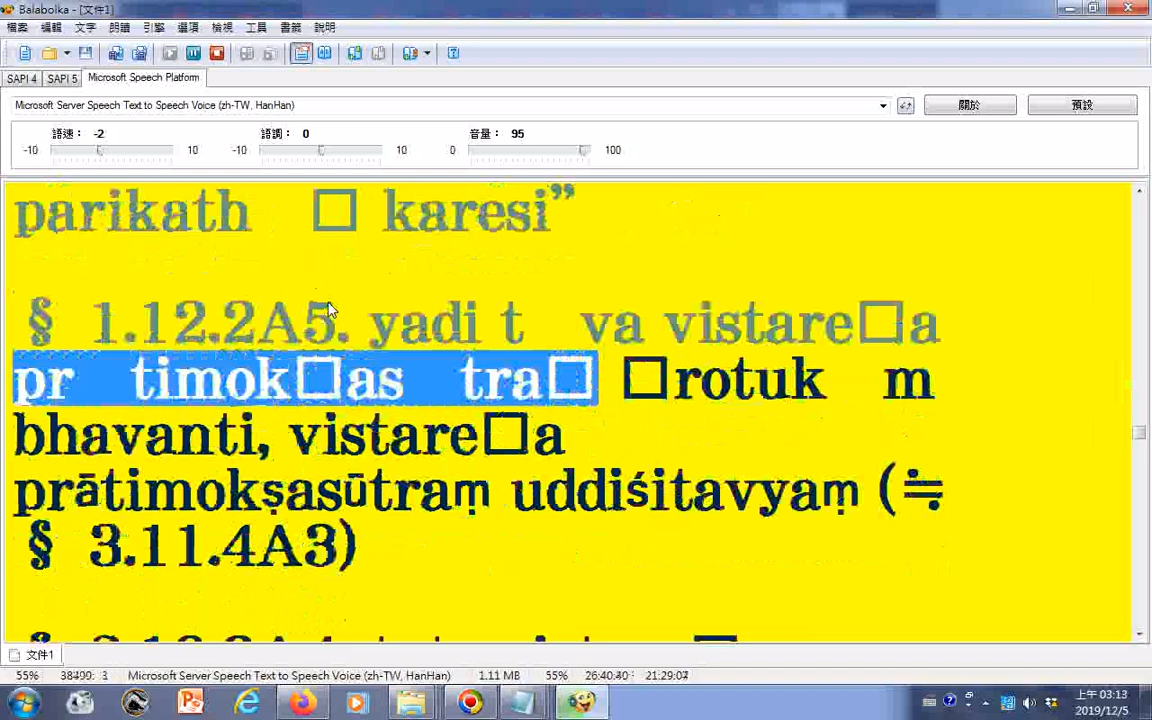 Balabolka - [文件1]
檔案 編輯 文字 朗讀 引擎 選項 檢視 工具 書籤 說明
SAPI 4 SAPI 5 Microsoft Speech Platform
Microsoft Server Speech Text to Speech Voice (zh-TW, HanHan) 關於 預設
語速： -2 語調： 0 音量： 95
-10 10 -10 10 0 100
parikath □ karesi”
§ 1.12.2A5. yadi t va vistare□a
pr timok□as tra□ □rotuk m
bhavanti, vistare□a
prātimokṣasūtraṃ uddiśitavyaṃ (≒
§ 3.11.4A3)
文件1
55% 38499: 3 Microsoft Server Speech Text to Speech Voice (zh-TW, HanHan) 1.11 MB 55% 26:40:40 21:29:07
上午 03:13
2019/12/5